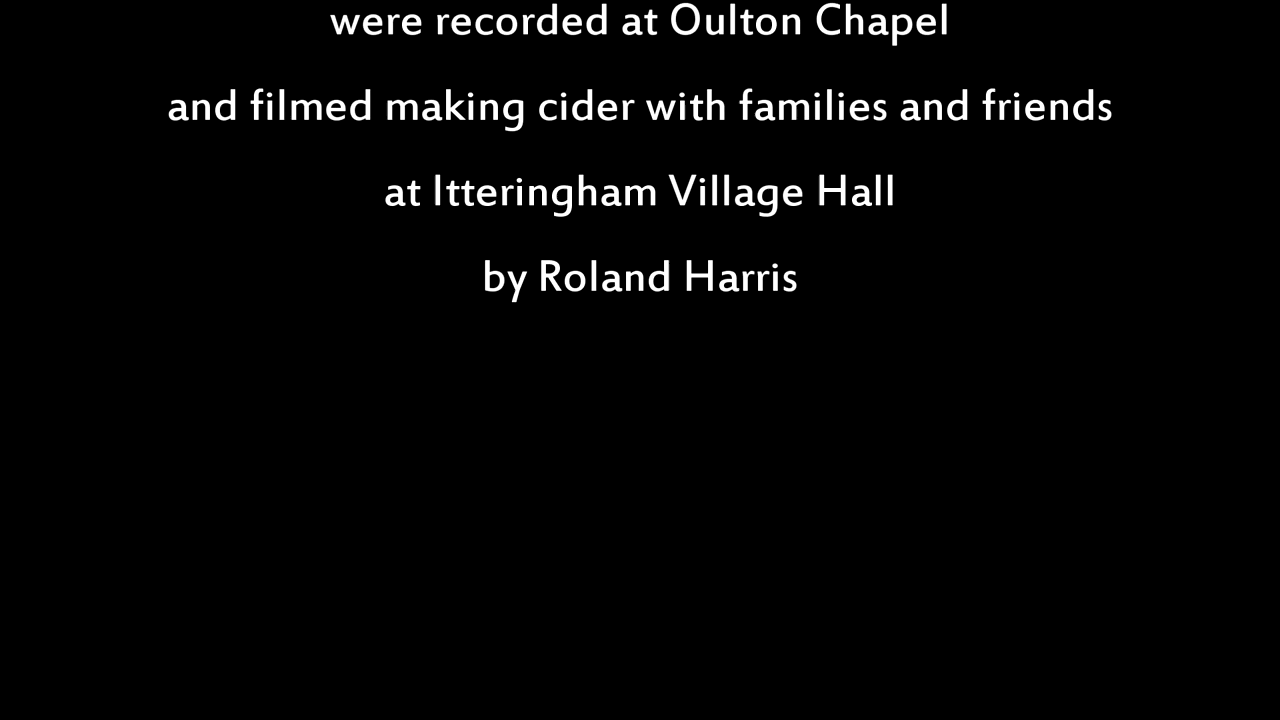 were recorded at Oulton Chapel
and filmed making cider with families and friends
at Itteringham Village Hall
by Roland Harris